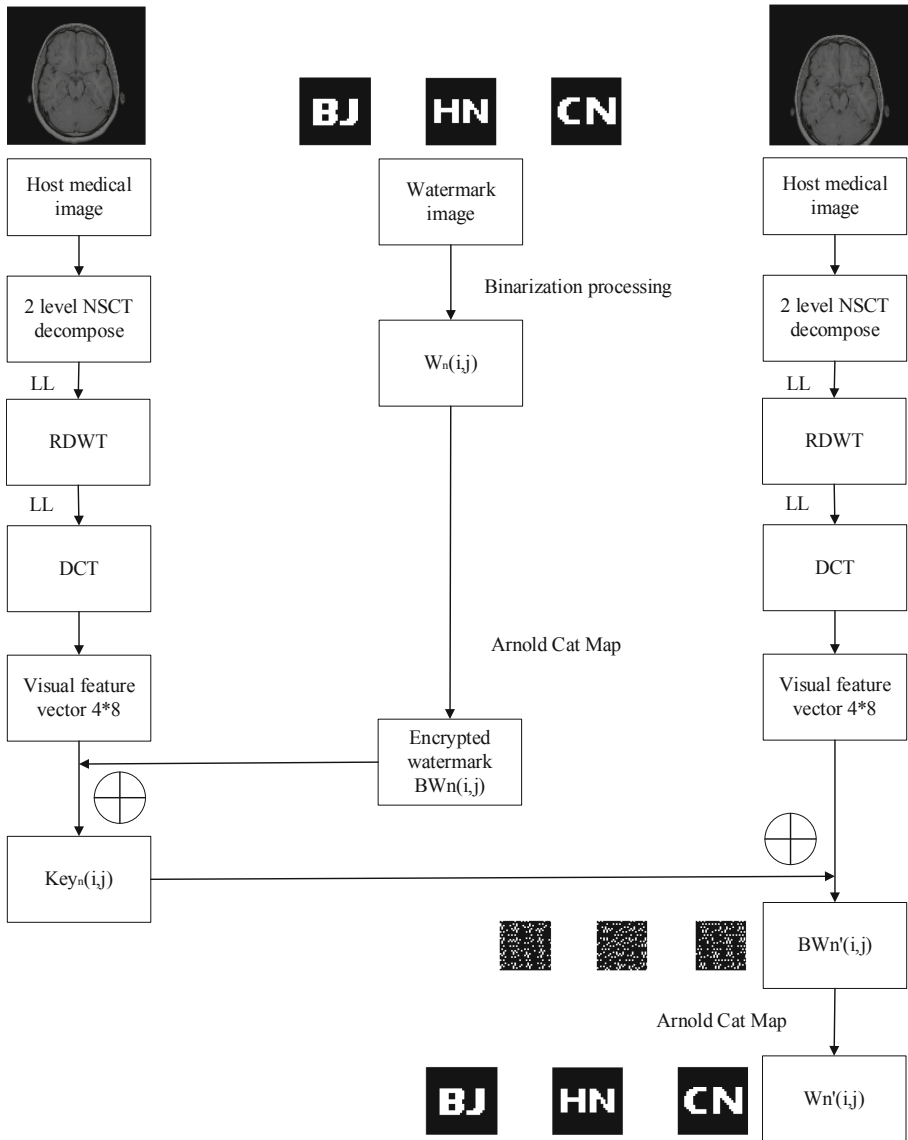 BJ HN CN
Host medical
image
2 level NSCT
decompose
LL
RDWT
LL
DCT
Visual feature
vector 4*8
Keyₙ(i,j)
Watermark
image
Binarization processing
Wₙ(i,j)
Arnold Cat Map
Encrypted
watermark
BWn(i,j)
Host medical
image
2 level NSCT
decompose
LL
RDWT
LL
DCT
Visual feature
vector 4*8
BWn'(i,j)
Arnold Cat Map
BJ HN CN
Wn'(i,j)